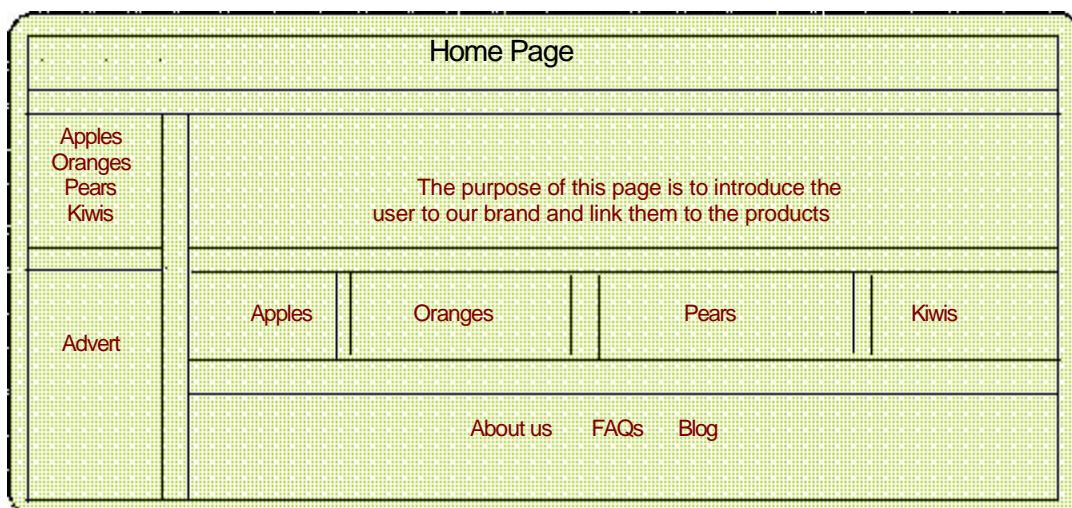 Home Page
Apples
Oranges
Pears
Kiwis
The purpose of this page is to introduce the
user to our brand and link them to the products
Apples Oranges Pears Kiwis
Advert
About us FAQs Blog